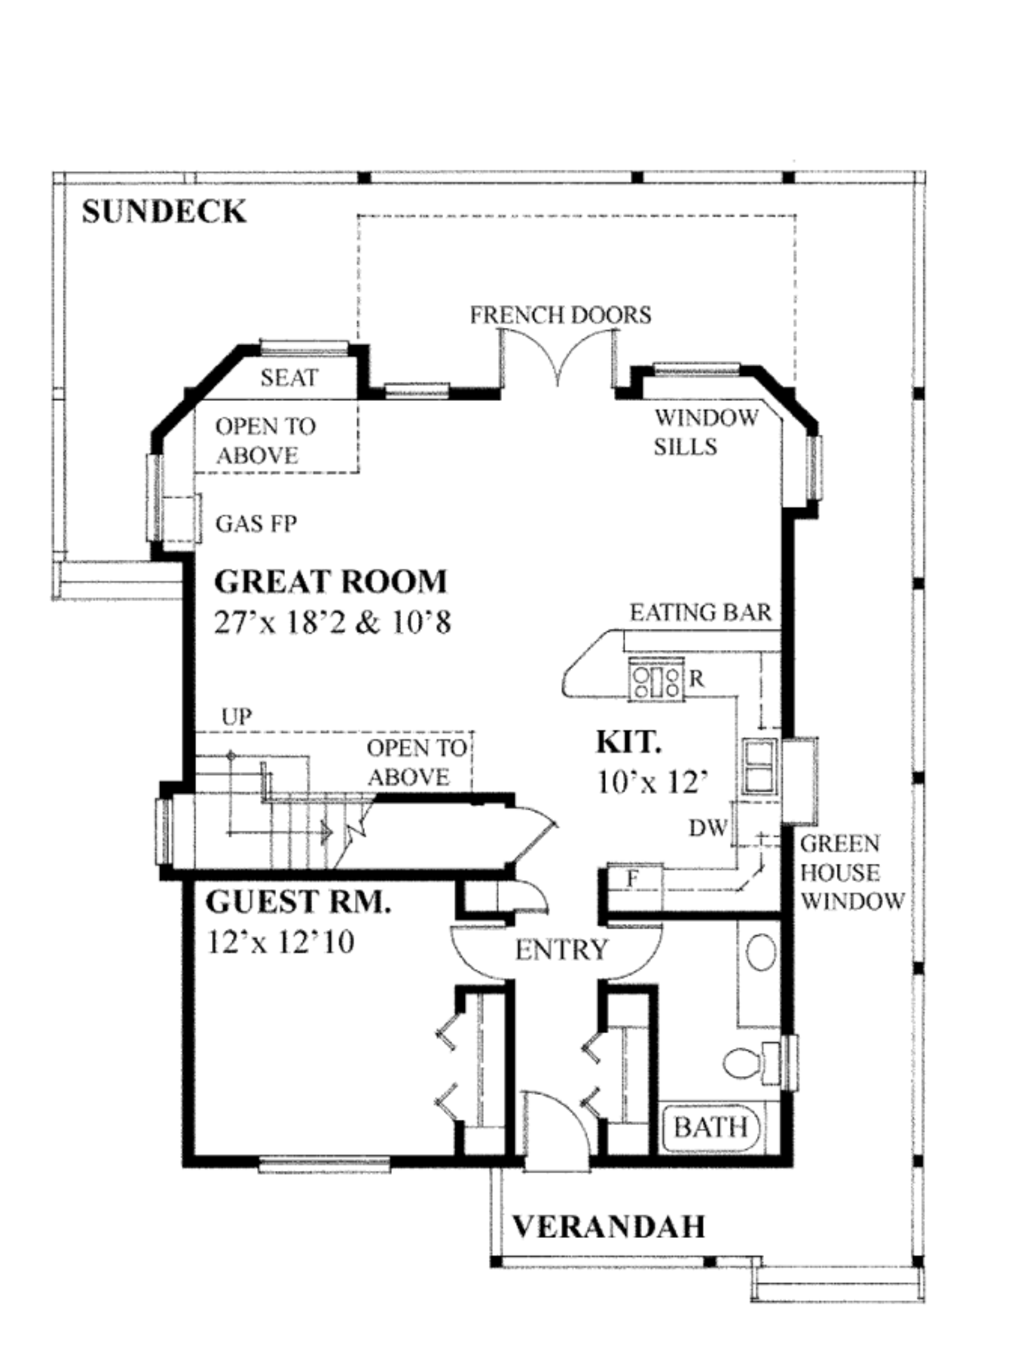 SUNDECK
FRENCH DOORS
SEAT
OPEN TO
ABOVE
WINDOW
SILLS
GAS FP
GREAT ROOM
27'x 18'2 & 10'8
EATING BAR
R
UP
OPEN TO
ABOVE
KIT.
10'x 12'
DW
GREEN
HOUSE
WINDOW
F
GUEST RM.
12'x 12'10
ENTRY
BATH
VERANDAH